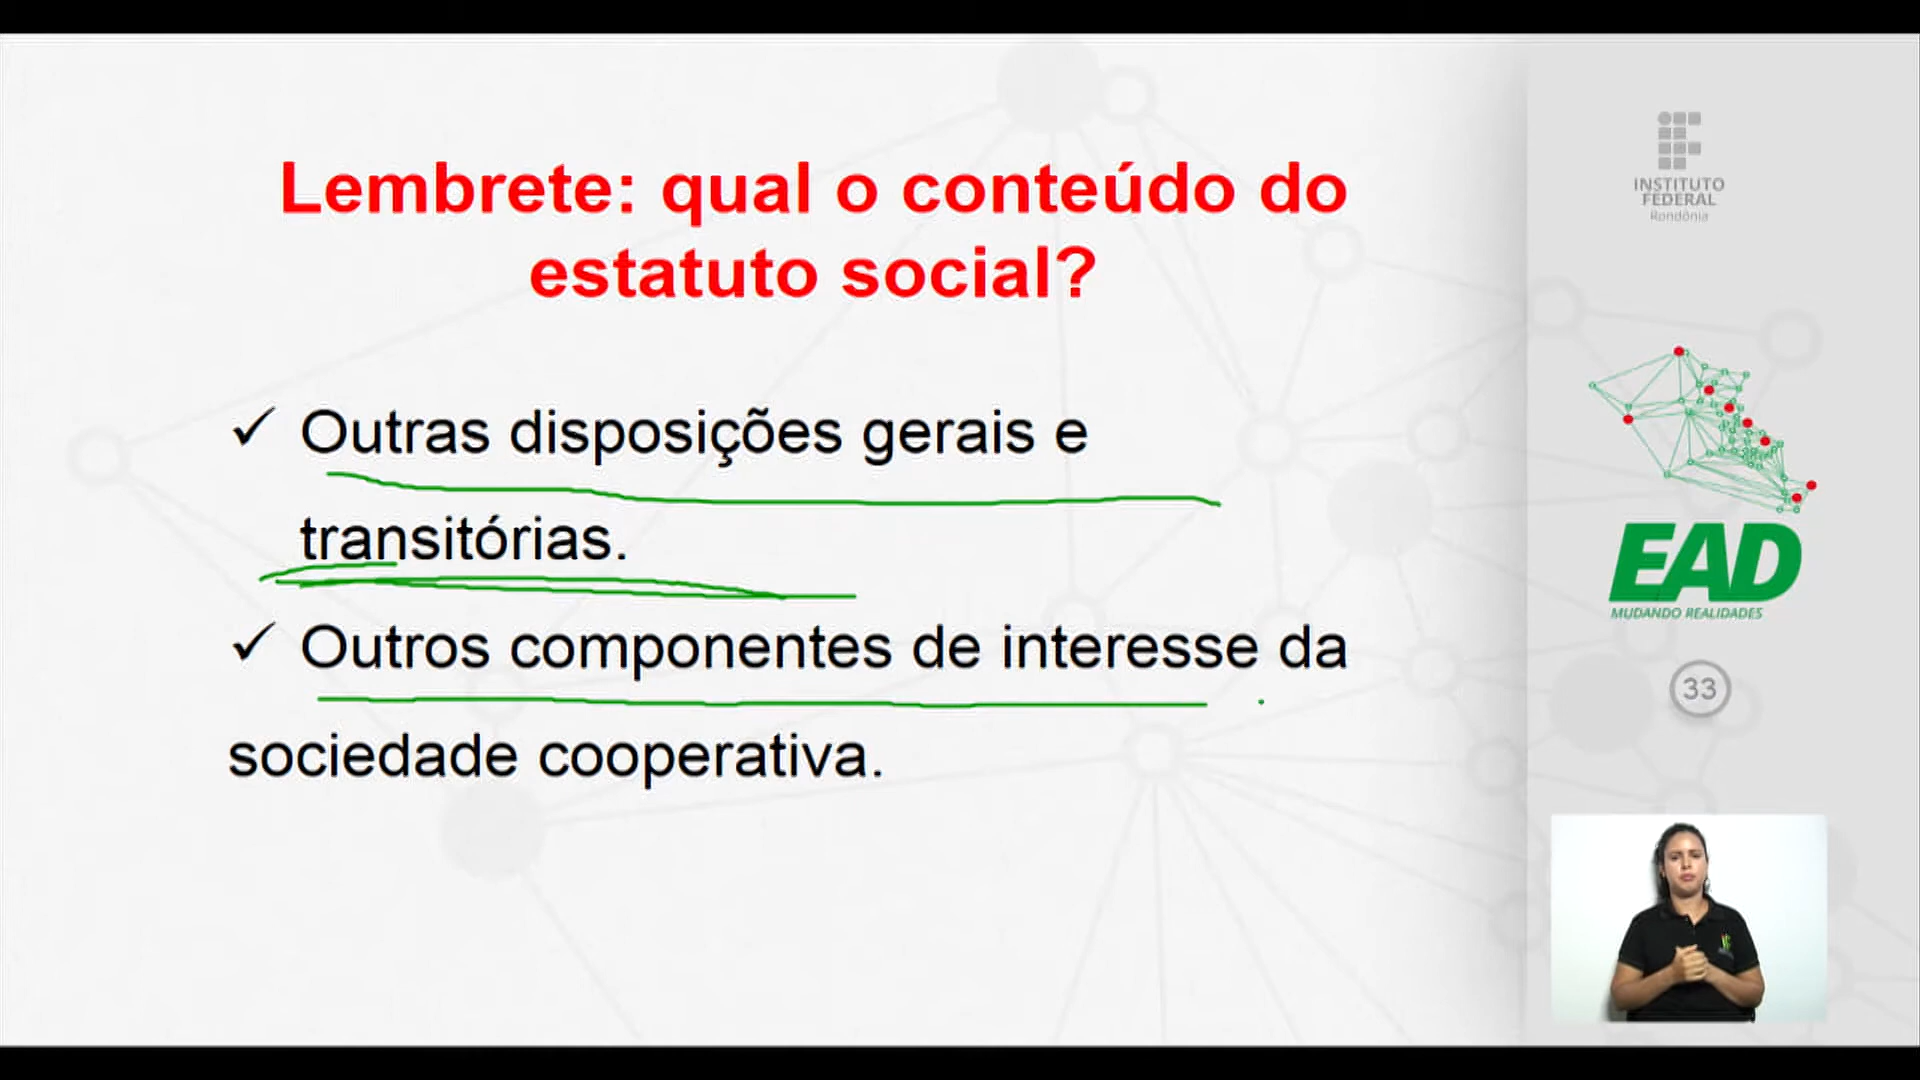 Lembrete: qual o conteúdo do
estatuto social?
✓ Outras disposições gerais e
transitórias.
✓ Outros componentes de interesse da
sociedade cooperativa.
INSTITUTO
FEDERAL
Rondônia
EAD
MUDANDO REALIDADES
33